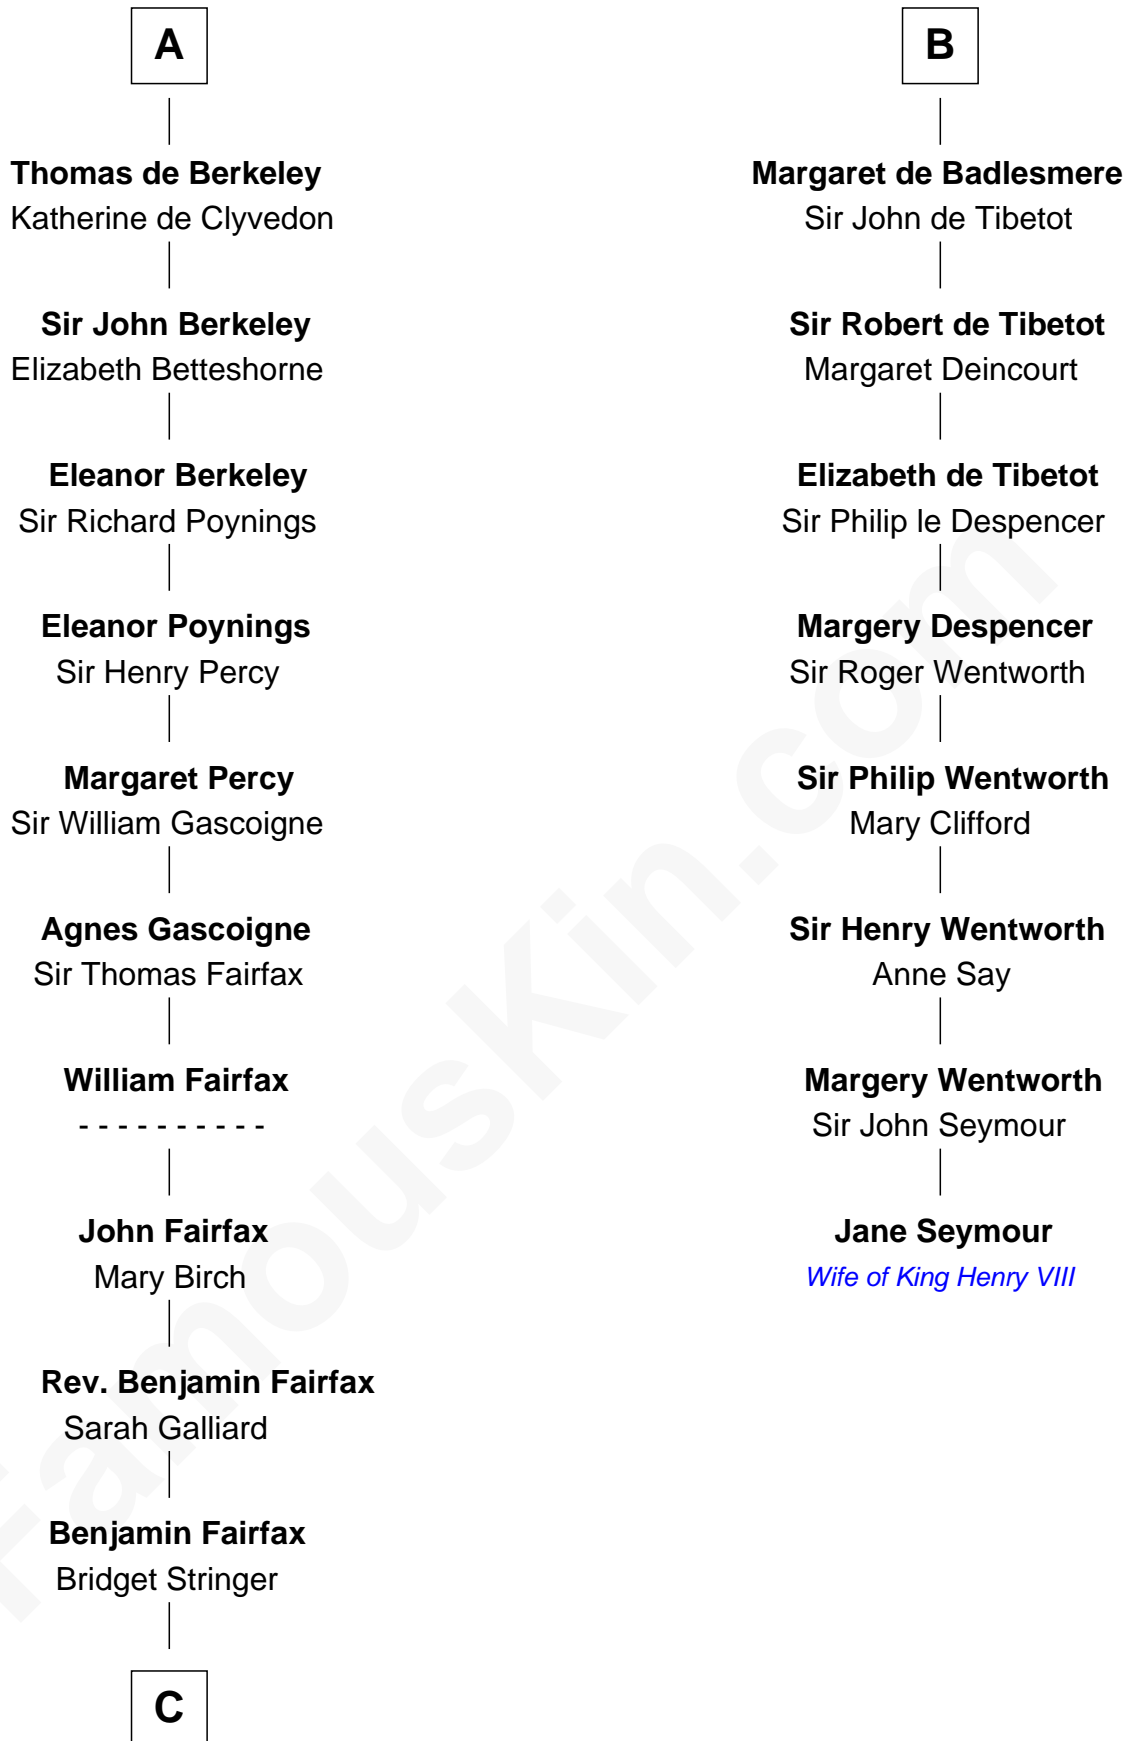 A
Thomas de Berkeley
Katherine de Clyvedon
Sir John Berkeley
Elizabeth Betteshorne
Eleanor Berkeley
Sir Richard Poynings
Eleanor Poynings
Sir Henry Percy
Margaret Percy
Sir William Gascoigne
Agnes Gascoigne
Sir Thomas Fairfax
William Fairfax
- - - - - - - - - -
John Fairfax
Mary Birch
Rev. Benjamin Fairfax
Sarah Galliard
Benjamin Fairfax
Bridget Stringer
C
B
Margaret de Badlesmere
Sir John de Tibetot
Sir Robert de Tibetot
Margaret Deincourt
Elizabeth de Tibetot
Sir Philip le Despencer
Margery Despencer
Sir Roger Wentworth
Sir Philip Wentworth
Mary Clifford
Sir Henry Wentworth
Anne Say
Margery Wentworth
Sir John Seymour
Jane Seymour
Wife of King Henry VIII
FamousKin.com